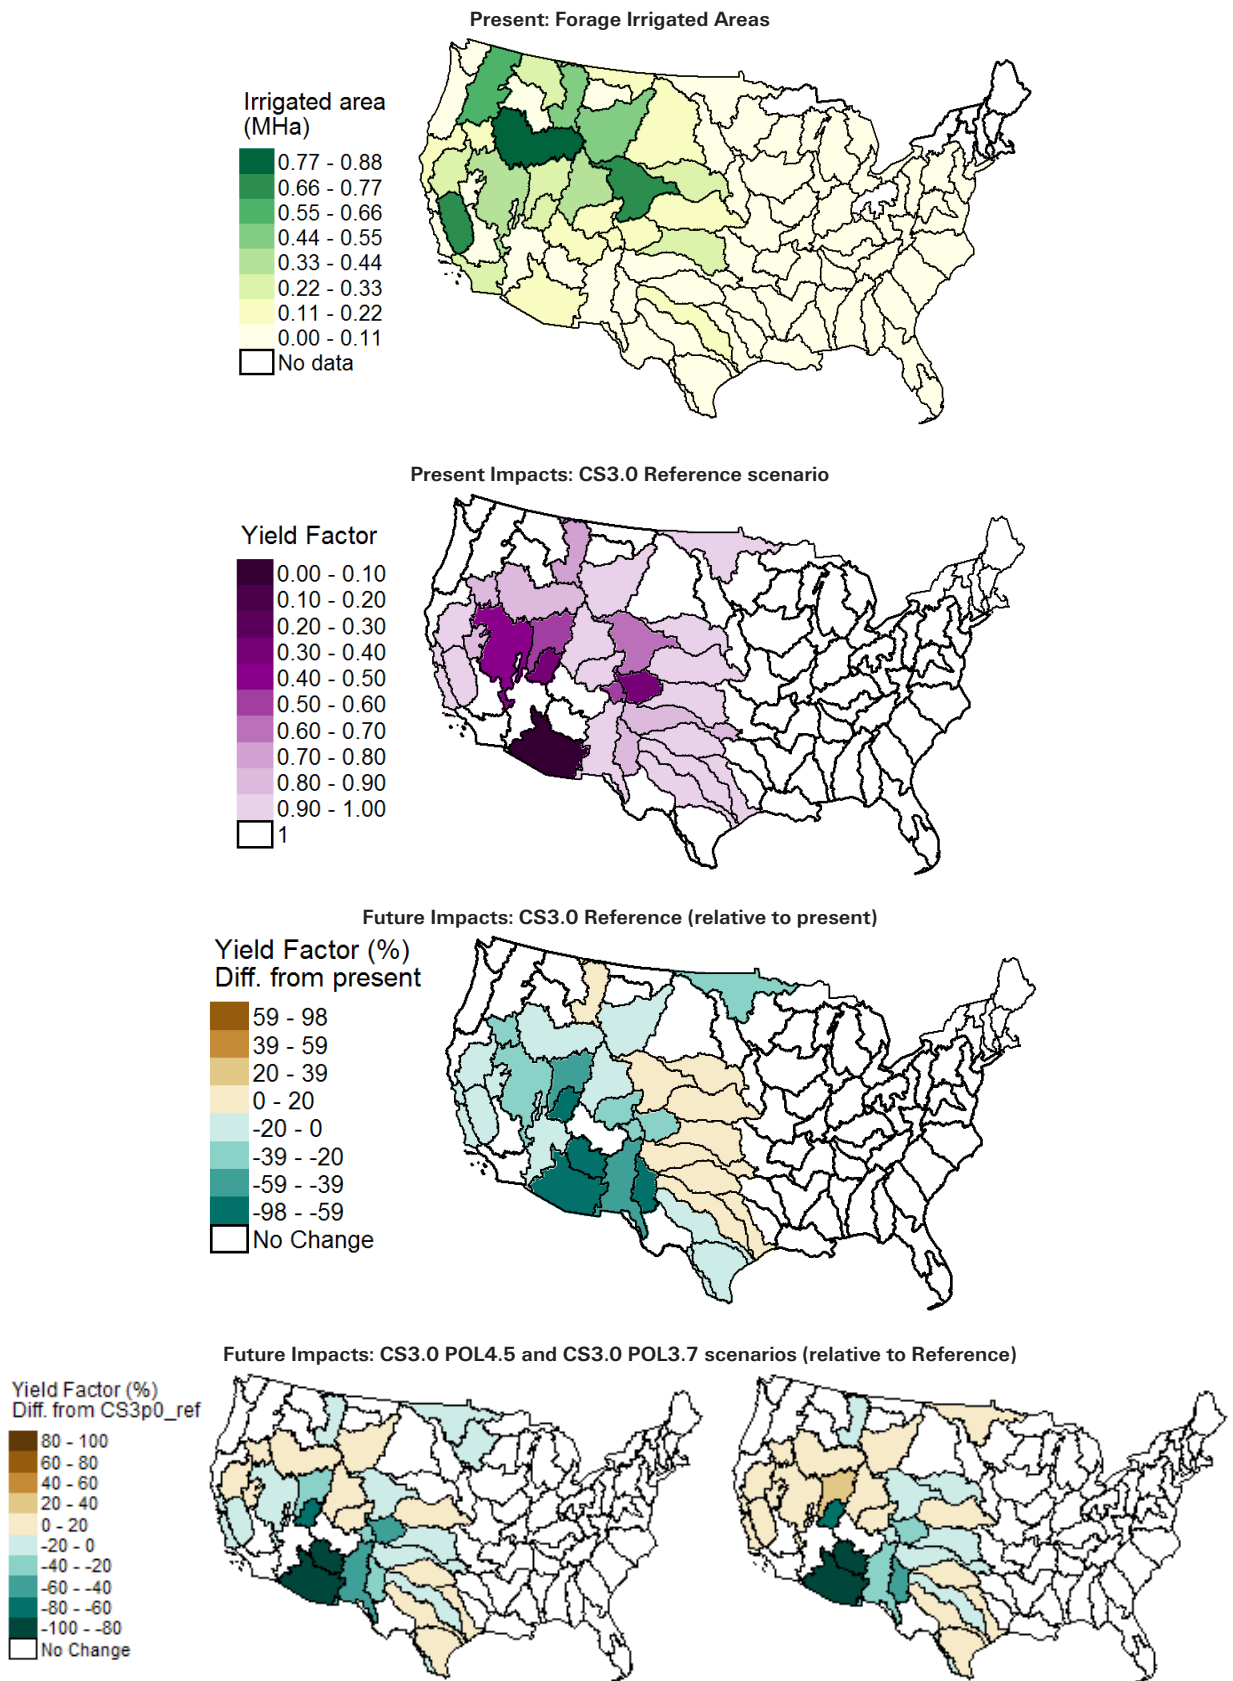 Present: Forage Irrigated Areas
Irrigated area
(MHa)
0.77 - 0.88
0.66 - 0.77
0.55 - 0.66
0.44 - 0.55
0.33 - 0.44
0.22 - 0.33
0.11 - 0.22
0.00 - 0.11
No data
Present Impacts: CS3.0 Reference scenario
Yield Factor
0.00 - 0.10
0.10 - 0.20
0.20 - 0.30
0.30 - 0.40
0.40 - 0.50
0.50 - 0.60
0.60 - 0.70
0.70 - 0.80
0.80 - 0.90
0.90 - 1.00
1
Future Impacts: CS3.0 Reference (relative to present)
Yield Factor (%)
Diff. from present
59 - 98
39 - 59
20 - 39
0 - 20
-20 - 0
-39 - -20
-59 - -39
-98 - -59
No Change
Future Impacts: CS3.0 POL4.5 and CS3.0 POL3.7 scenarios (relative to Reference)
Yield Factor (%)
Diff. from CS3p0_ref
80 - 100
60 - 80
40 - 60
20 - 40
0 - 20
-20 - 0
-40 - -20
-60 - -40
-80 - -60
-100 - -80
No Change